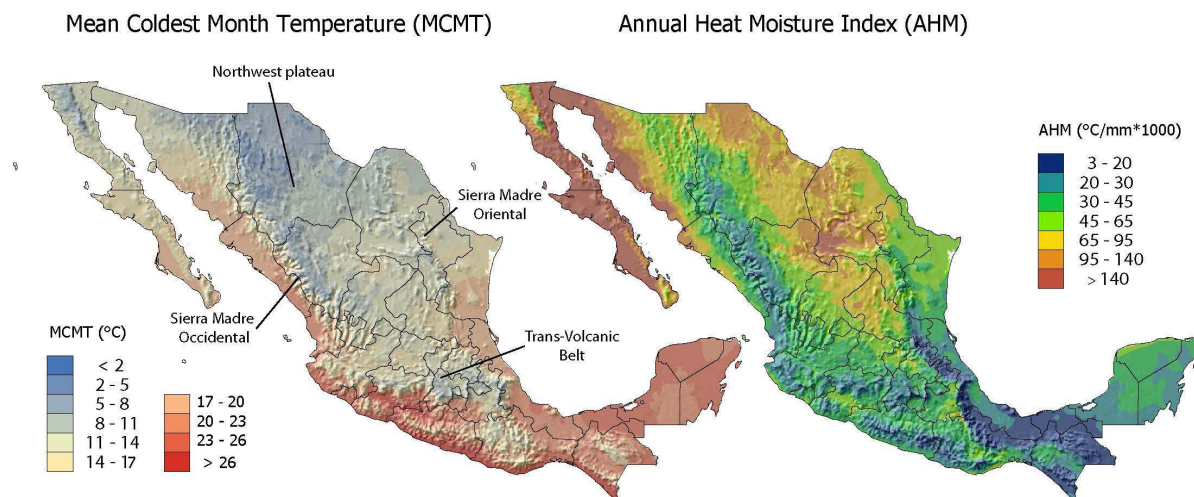 Mean Coldest Month Temperature (MCMT)
Annual Heat Moisture Index (AHM)
Northwest plateau
Sierra Madre
Oriental
Sierra Madre
Occidental
Trans-Volcanic
Belt
MCMT (°C)
< 2
2 - 5
5 - 8
8 - 11
11 - 14
14 - 17
17 - 20
20 - 23
23 - 26
> 26
AHM (°C/mm*1000)
3 - 20
20 - 30
30 - 45
45 - 65
65 - 95
95 - 140
> 140